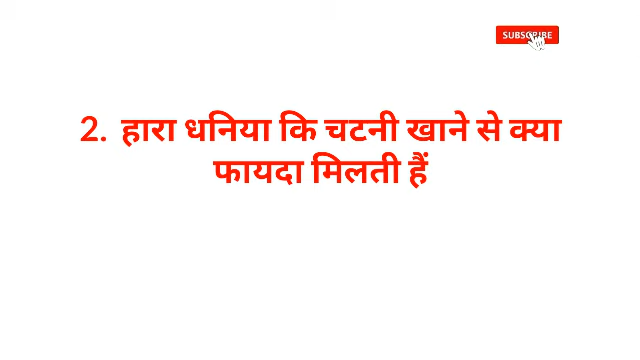 SUBSCRIBE
2. हारा धनिया कि चटनी खाने से क्या
फायदा मिलती हैं